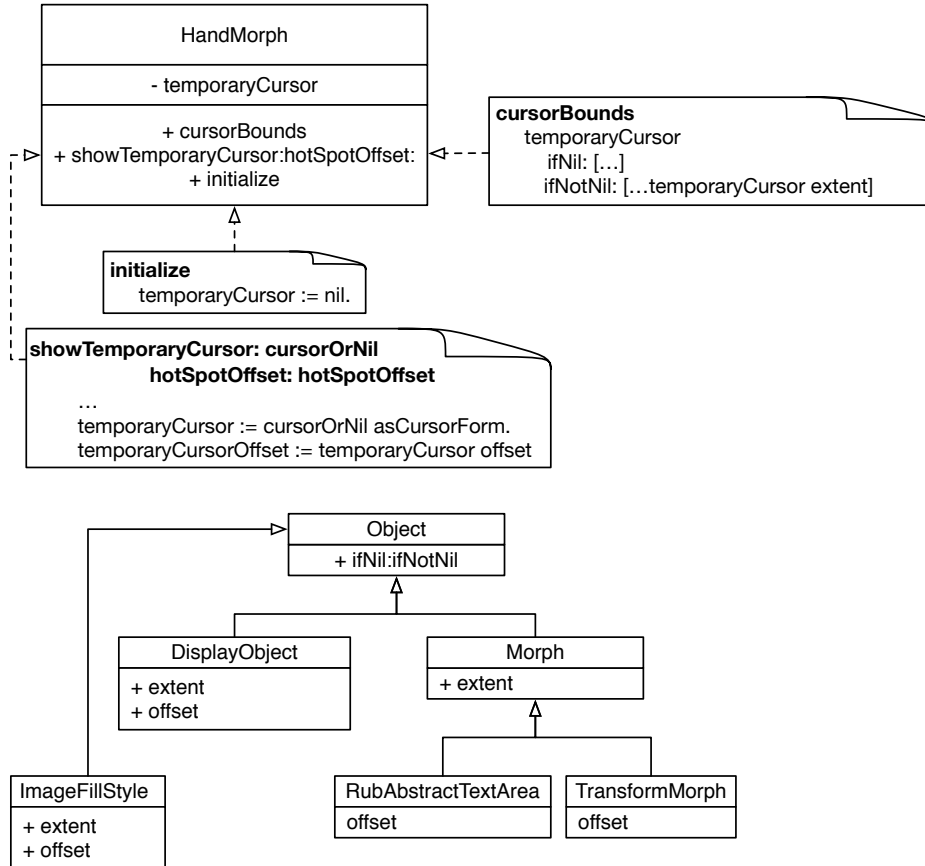 HandMorph
- temporaryCursor
+ cursorBounds
+ showTemporaryCursor:hotSpotOffset:
+ initialize
cursorBounds
temporaryCursor
ifNil: […]
ifNotNil: […temporaryCursor extent]
initialize
temporaryCursor := nil.
showTemporaryCursor: cursorOrNil
hotSpotOffset: hotSpotOffset
…
temporaryCursor := cursorOrNil asCursorForm.
temporaryCursorOffset := temporaryCursor offset
Object
+ ifNil:ifNotNil
DisplayObject
+ extent
+ offset
Morph
+ extent
ImageFillStyle
+ extent
+ offset
RubAbstractTextArea
offset
TransformMorph
offset